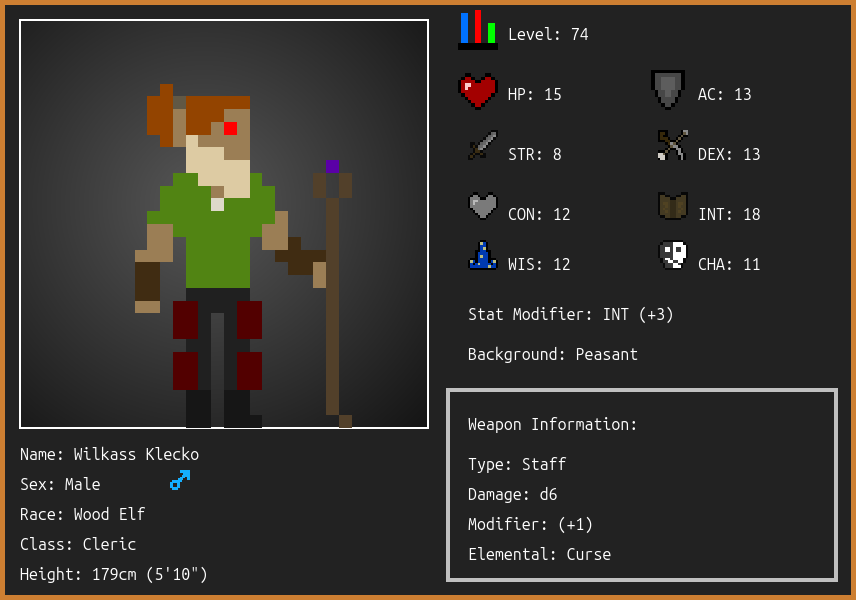 Level: 74
HP: 15
AC: 13
STR: 8
DEX: 13
CON: 12
INT: 18
WIS: 12
CHA: 11
Stat Modifier: INT (+3)
Background: Peasant
Weapon Information:
Type: Staff
Damage: d6
Modifier: (+1)
Elemental: Curse
Name: Wilkass Klecko
Sex: Male
Race: Wood Elf
Class: Cleric
Height: 179cm (5'10")